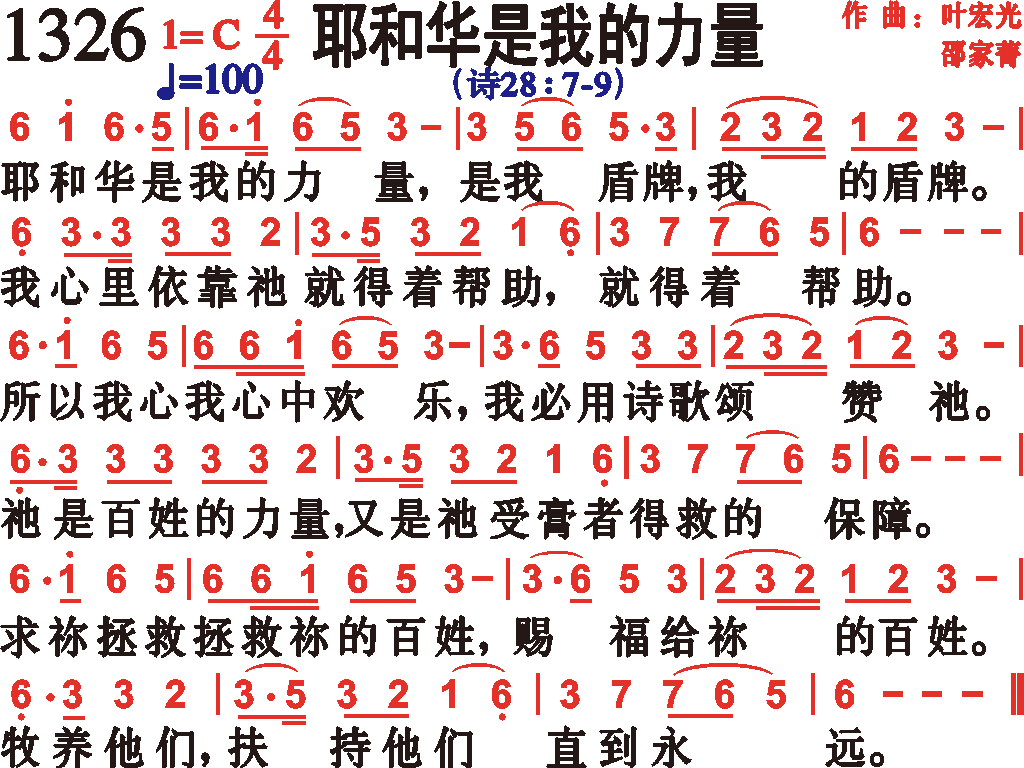 1326 1=C 4/4 耶和华是我的力量 作曲：叶宏光
♩=100 （诗28：7-9） 邵家菁
6 i 6·5|6·i 6 5 3 -|3 5 6 5·3|2 3 2 1 2 3 -|
耶和华是我的力 量，是我 盾牌，我 的盾牌。
6 3·3 3 3 2|3·5 3 2 1 6|3 7 7 6 5|6 - - -|
我心里依靠祂 就得着帮助， 就得着 帮助。
6·i 6 5|6 6 i 6 5 3-|3·6 5 3 3|2 3 2 1 2 3 -|
所以我心我心中欢 乐，我必用诗歌颂 赞 祂。
6·3 3 3 3 3 2|3·5 3 2 1 6|3 7 7 6 5|6 - - -|
祂是百姓的力量，又是祂受膏者得救的 保障。
6·i 6 5|6 6 i 6 5 3-|3·6 5 3|2 3 2 1 2 3 -|
求祢拯救拯救祢的百姓，赐 福给祢 的百姓。
6·3 3 2|3·5 3 2 1 6|3 7 7 6 5|6 - - -‖
牧养他们，扶 持他们 直到永 远。